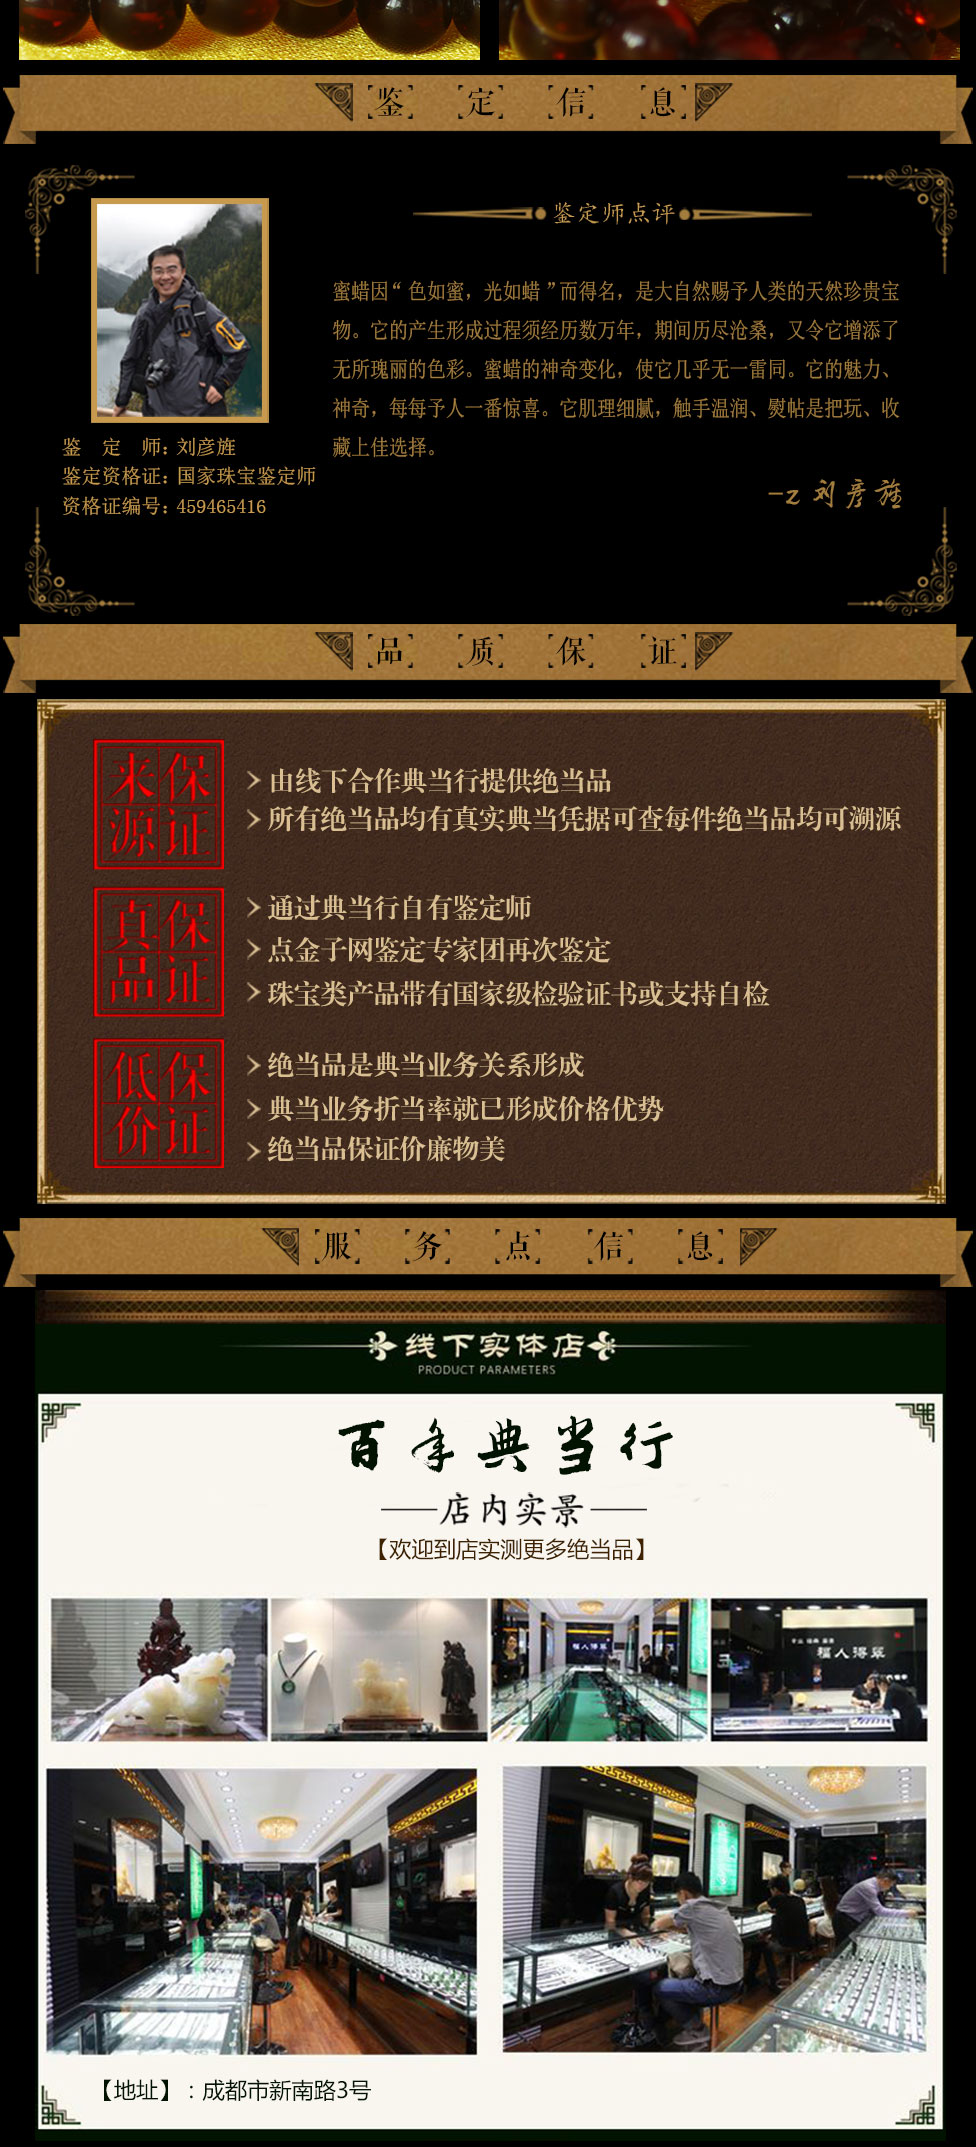 鉴 定 信 息
鉴定师点评
蜜蜡因“色如蜜，光如蜡”而得名，是大自然赐予人类的天然珍贵宝
物。它的产生形成过程须经历数万年，期间历尽沧桑，又令它增添了
无所瑰丽的色彩。蜜蜡的神奇变化，使它几乎无一雷同。它的魅力、
神奇，每每予人一番惊喜。它肌理细腻，触手温润、熨帖是把玩、收
藏上佳选择。
刘彦旌
鉴 定 师：刘彦旌
鉴定资格证：国家珠宝鉴定师
资格证编号：459465416
品 质 保 证
来源保证
由线下合作典当行提供绝当品
所有绝当品均有真实典当凭据可查每件绝当品均可溯源
真品保证
通过典当行自有鉴定师
点金子网鉴定专家团再次鉴定
珠宝类产品带有国家级检验证书或支持自检
低价保证
绝当品是典当业务关系形成
典当业务折当率就已形成价格优势
绝当品保证价廉物美
服 务 点 信 息
线下实体店
PRODUCT PARAMETERS
百年典当行
店内实景
【欢迎到店实测更多绝当品】
福人得翠
福人得翠
【地址】：成都市新南路3号